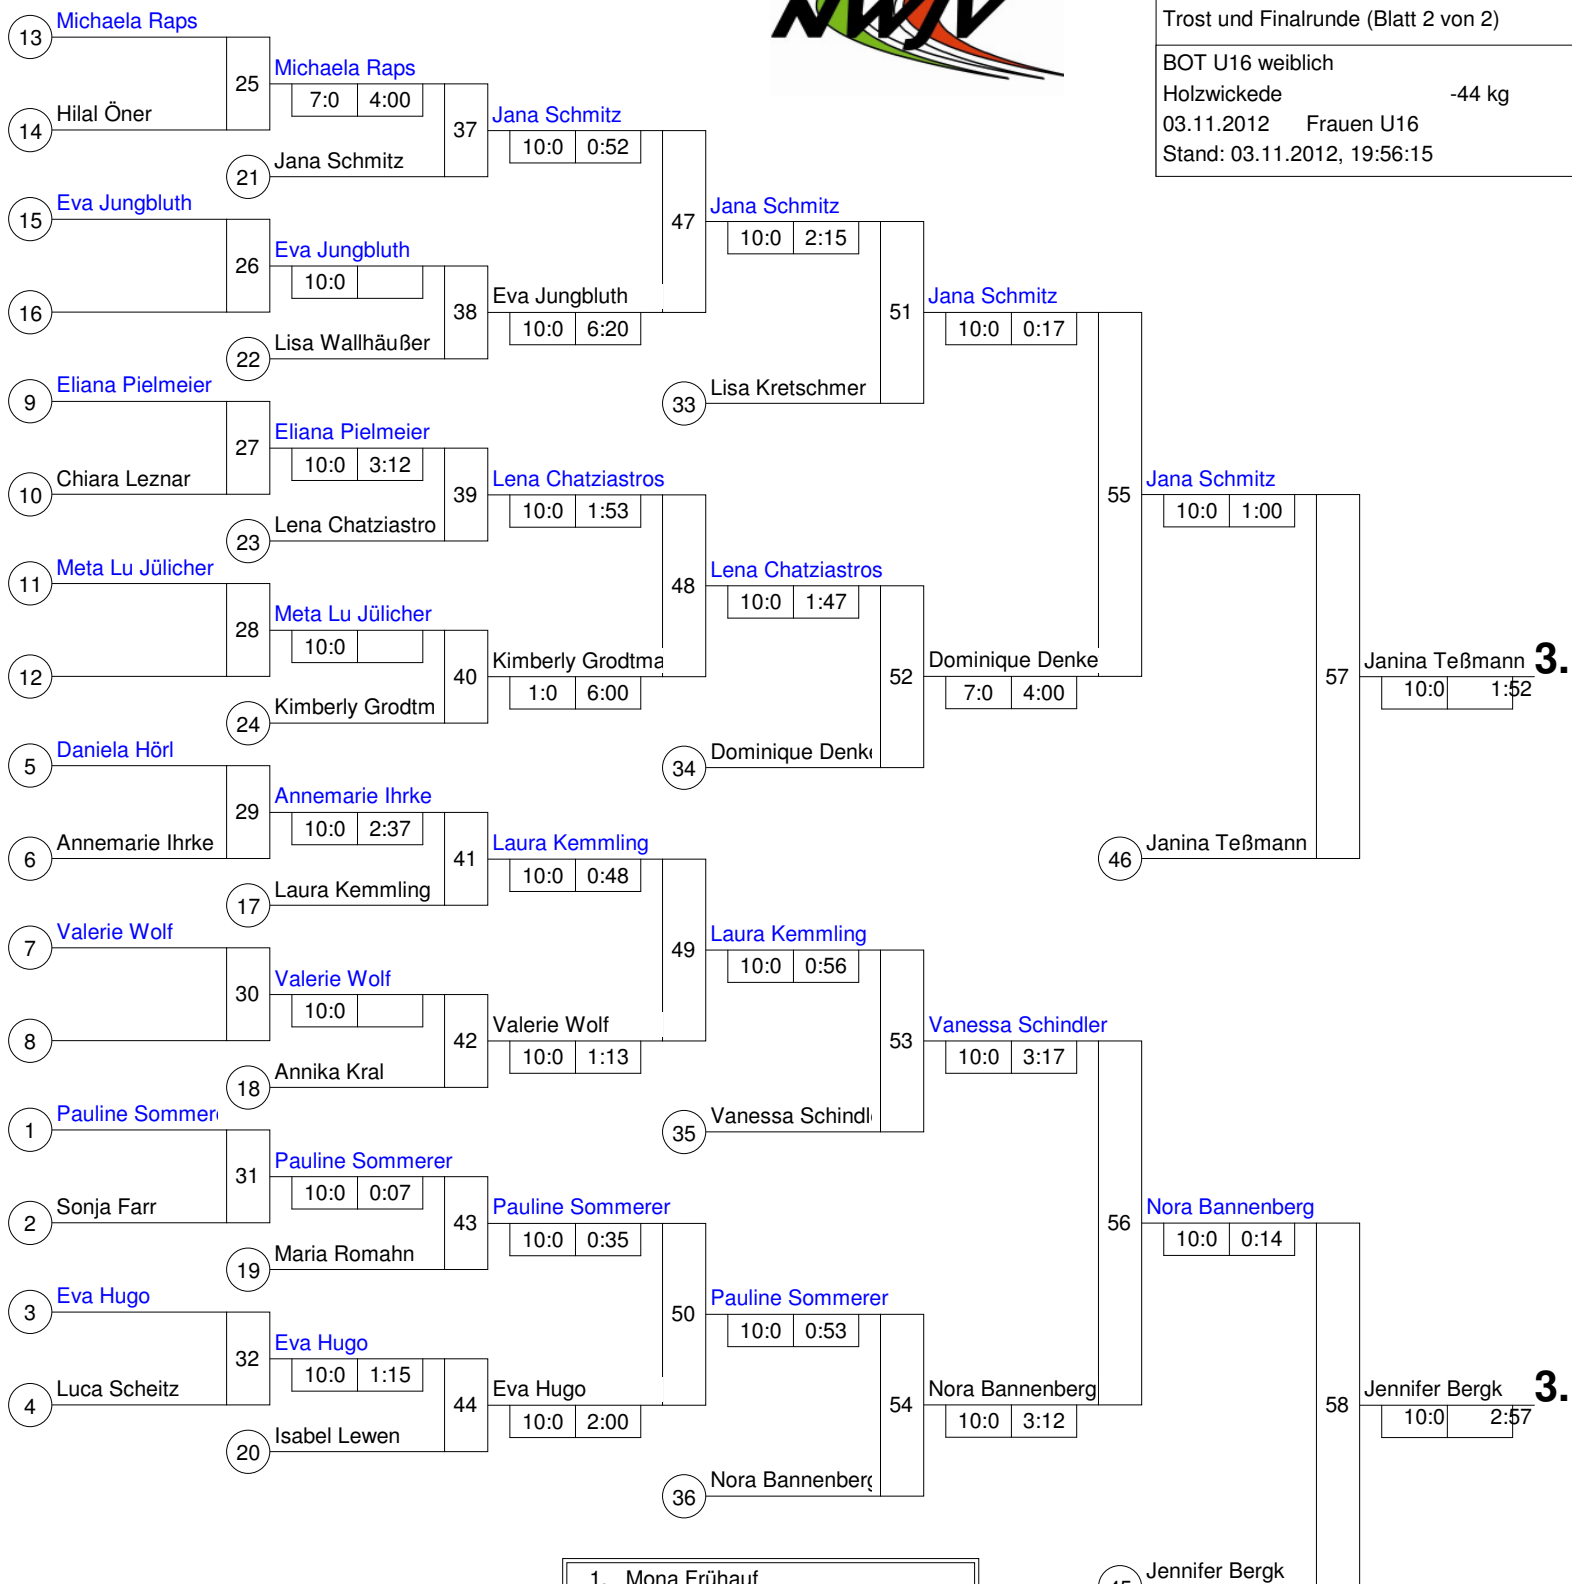 NWJV
Trost und Finalrunde (Blatt 2 von 2)
BOT U16 weiblich
Holzwickede -44 kg
03.11.2012 Frauen U16
Stand: 03.11.2012, 19:56:15
13 Michaela Raps
14 Hilal Öner
25 Michaela Raps
7:0 4:00
21 Jana Schmitz
37 Jana Schmitz
10:0 0:52
15 Eva Jungbluth
16
26 Eva Jungbluth
10:0
22 Lisa Wallhäußer
38 Eva Jungbluth
10:0 6:20
47 Jana Schmitz
10:0 2:15
33 Lisa Kretschmer
51 Jana Schmitz
10:0 0:17
9 Eliana Pielmeier
10 Chiara Leznar
27 Eliana Pielmeier
10:0 3:12
23 Lena Chatziastro
39 Lena Chatziastros
10:0 1:53
11 Meta Lu Jülicher
12
28 Meta Lu Jülicher
10:0
24 Kimberly Grodtm
40 Kimberly Grodtma
1:0 6:00
48 Lena Chatziastros
10:0 1:47
34 Dominique Denke
52 Dominique Denke
7:0 4:00
55 Jana Schmitz
10:0 1:00
46 Janina Teßmann
57 Janina Teßmann 3.
10:0 1:52
5 Daniela Hörl
6 Annemarie Ihrke
29 Annemarie Ihrke
10:0 2:37
17 Laura Kemmling
41 Laura Kemmling
10:0 0:48
7 Valerie Wolf
8
30 Valerie Wolf
10:0
18 Annika Kral
42 Valerie Wolf
10:0 1:13
49 Laura Kemmling
10:0 0:56
35 Vanessa Schindl
53 Vanessa Schindler
10:0 3:17
1 Pauline Sommer
2 Sonja Farr
31 Pauline Sommerer
10:0 0:07
19 Maria Romahn
43 Pauline Sommerer
10:0 0:35
3 Eva Hugo
4 Luca Scheitz
32 Eva Hugo
10:0 1:15
20 Isabel Lewen
44 Eva Hugo
10:0 2:00
50 Pauline Sommerer
10:0 0:53
36 Nora Bannenberg
54 Nora Bannenberg
10:0 3:12
56 Nora Bannenberg
10:0 0:14
45 Jennifer Bergk
58 Jennifer Bergk 3.
10:0 2:57
1. Mona Frühauf